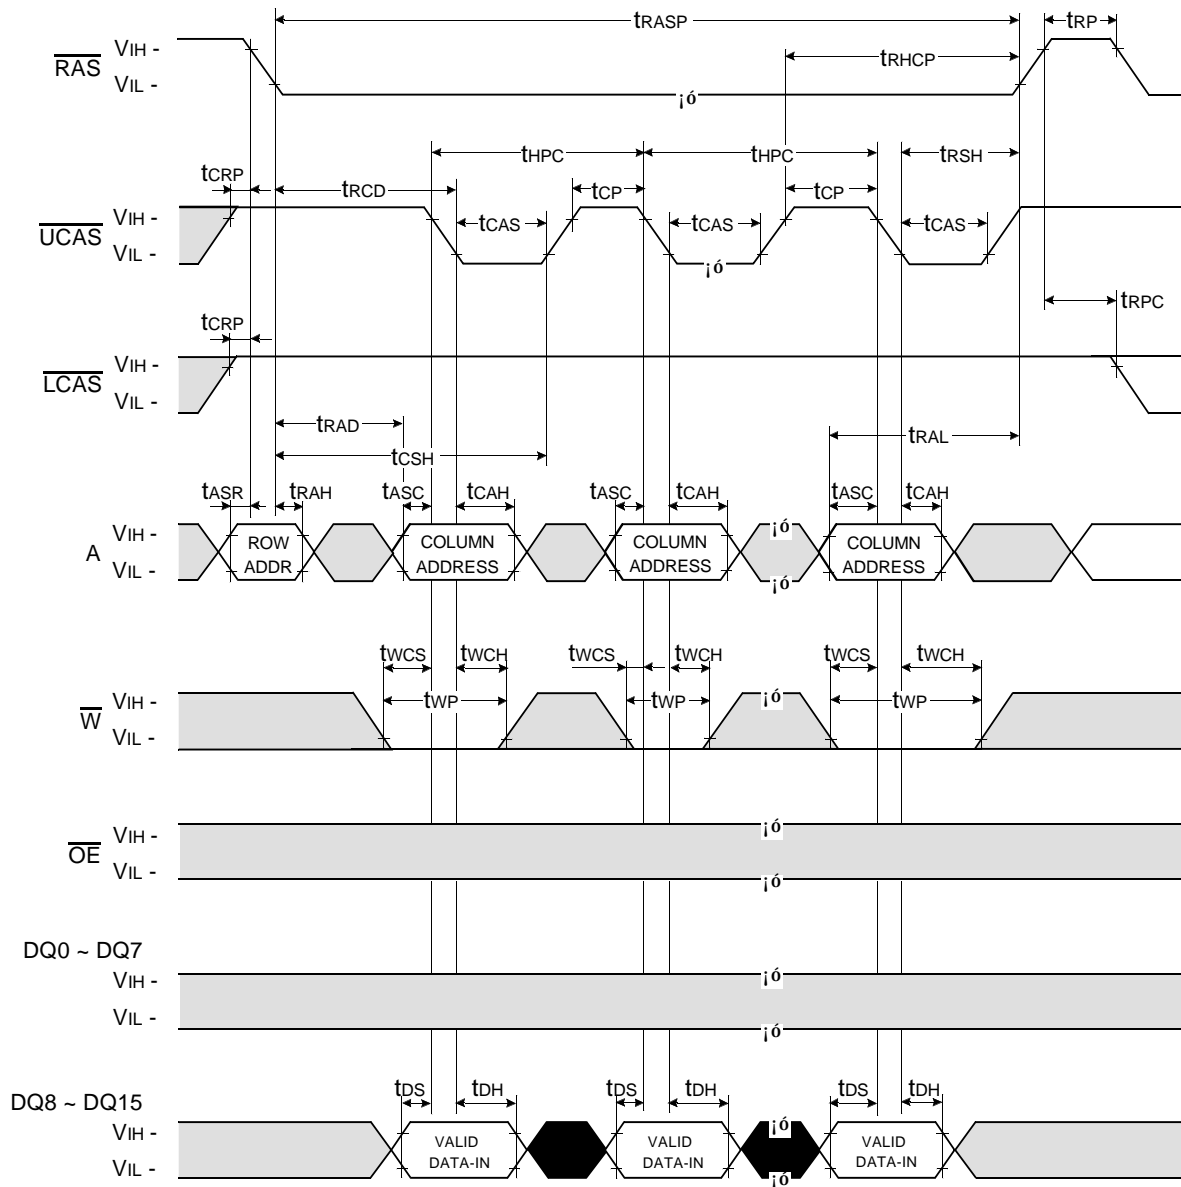 tRASP
tRP
RAS
VIH -
VIL -
tRHCP
¡ó
tHPC
tHPC
tRSH
tCRP
tRCD
tCP
tCP
UCAS
VIH -
VIL -
tCAS
tCAS
tCAS
¡ó
tRPC
tCRP
LCAS
VIH -
VIL -
tRAD
tCSH
tRAL
tASR
tRAH
tASC
tCAH
tASC
tCAH
tASC
tCAH
A
VIH -
VIL -
ROW
ADDR
COLUMN
ADDRESS
COLUMN
ADDRESS
¡ó
¡ó
COLUMN
ADDRESS
tWCS
tWCH
tWCS
tWCH
tWCS
tWCH
W
VIH -
VIL -
tWP
tWP
¡ó
tWP
OE
VIH -
VIL -
¡ó
¡ó
DQ0 ~ DQ7
VIH -
VIL -
¡ó
¡ó
tDS
tDH
tDS
tDH
tDS
tDH
DQ8 ~ DQ15
VIH -
VIL -
VALID
DATA-IN
VALID
DATA-IN
¡ó
¡ó
VALID
DATA-IN